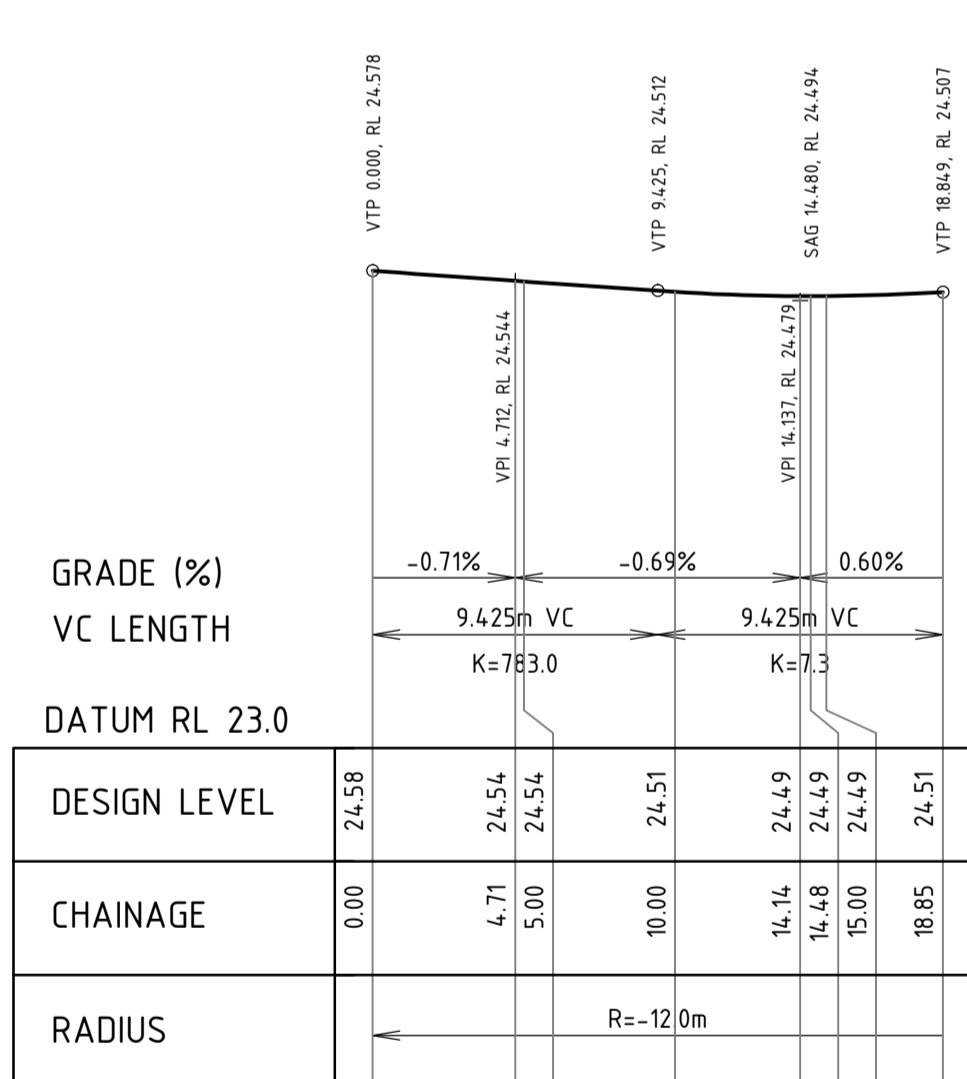 VTP 0.000, RL 24.578
VTP 9.425, RL 24.512
SAG 14.480, RL 24.494
VTP 18.849, RL 24.507
VPI 4.712, RL 24.544
VPI 14.137, RL 24.479
GRADE (%)
-0.71%
-0.69%
0.60%
VC LENGTH
9.425m VC
9.425m VC
K=783.0
K=7.3
DATUM RL 23.0
DESIGN LEVEL
24.58
24.54
24.54
24.51
24.49
24.49
24.49
24.51
CHAINAGE
0.00
4.71
5.00
10.00
14.14
14.48
15.00
18.85
RADIUS
R=-12.0m